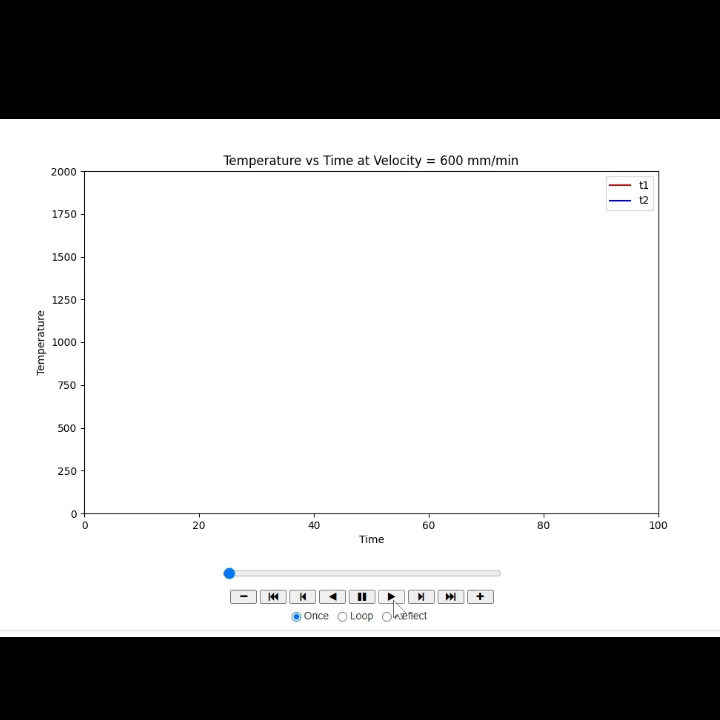 Temperature vs Time at Velocity = 600 mm/min
t1
t2
2000
1750
1500
1250
1000
750
500
250
0
Temperature
0 20 40 60 80 100
Time
Once Loop